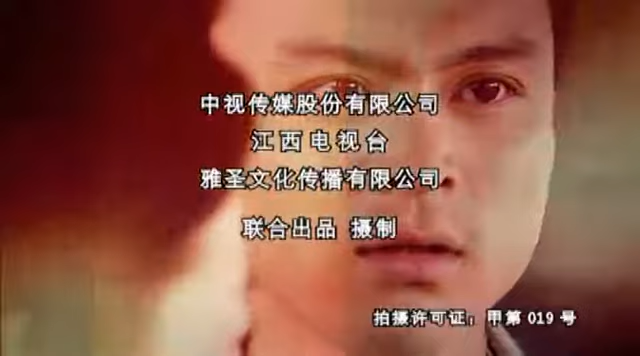 中视传媒股份有限公司
江西电视台
雅圣文化传播有限公司
联合出品 摄制
拍摄许可证：甲第 019 号